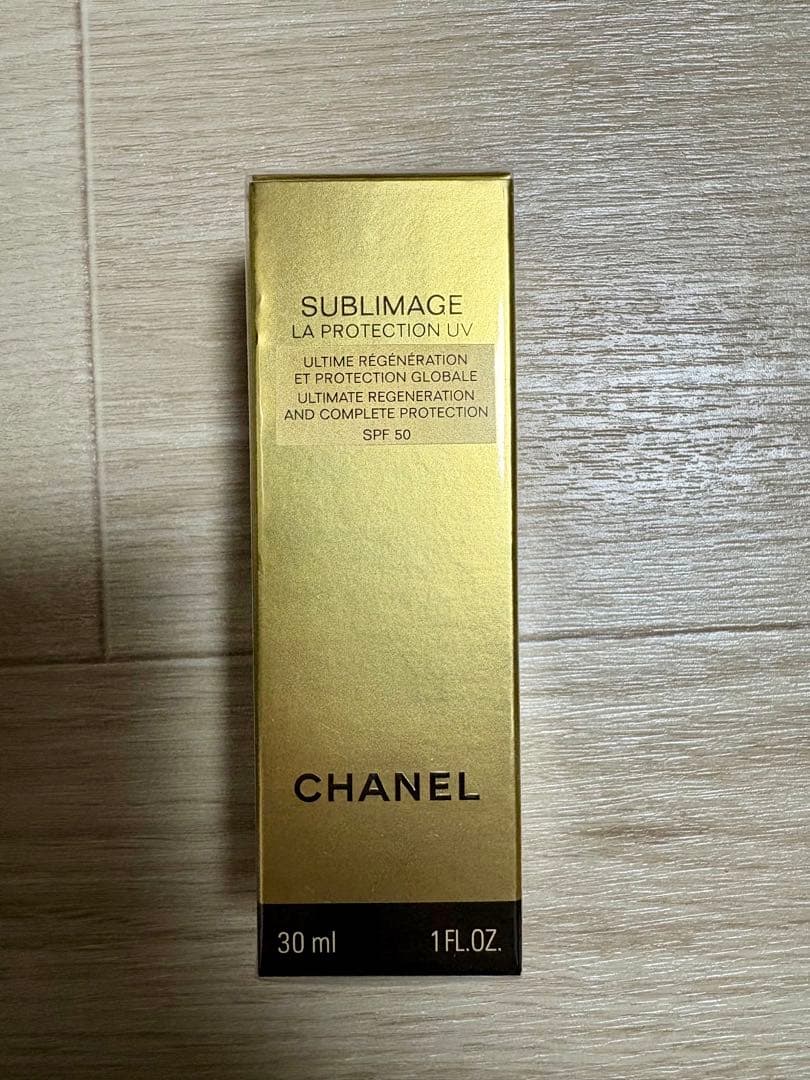 SUBLIMAGE
LA PROTECTION UV
ULTIME RÉGÉNÉRATION
ET PROTECTION GLOBALE
ULTIMATE REGENERATION
AND COMPLETE PROTECTION
SPF 50
CHANEL
30 ml 1 FL.OZ.